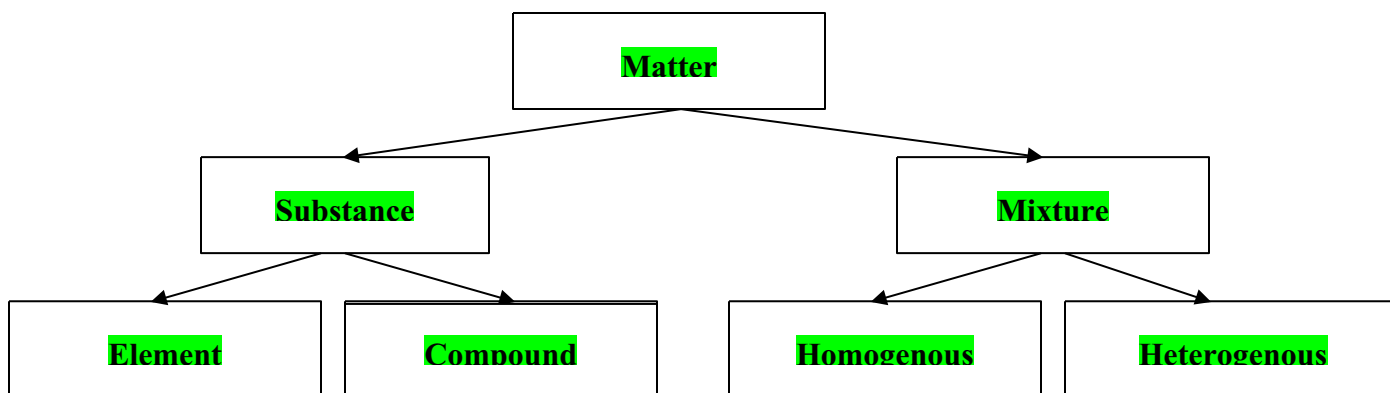 Matter
Substance
Mixture
Element
Compound
Homogenous
Heterogenous